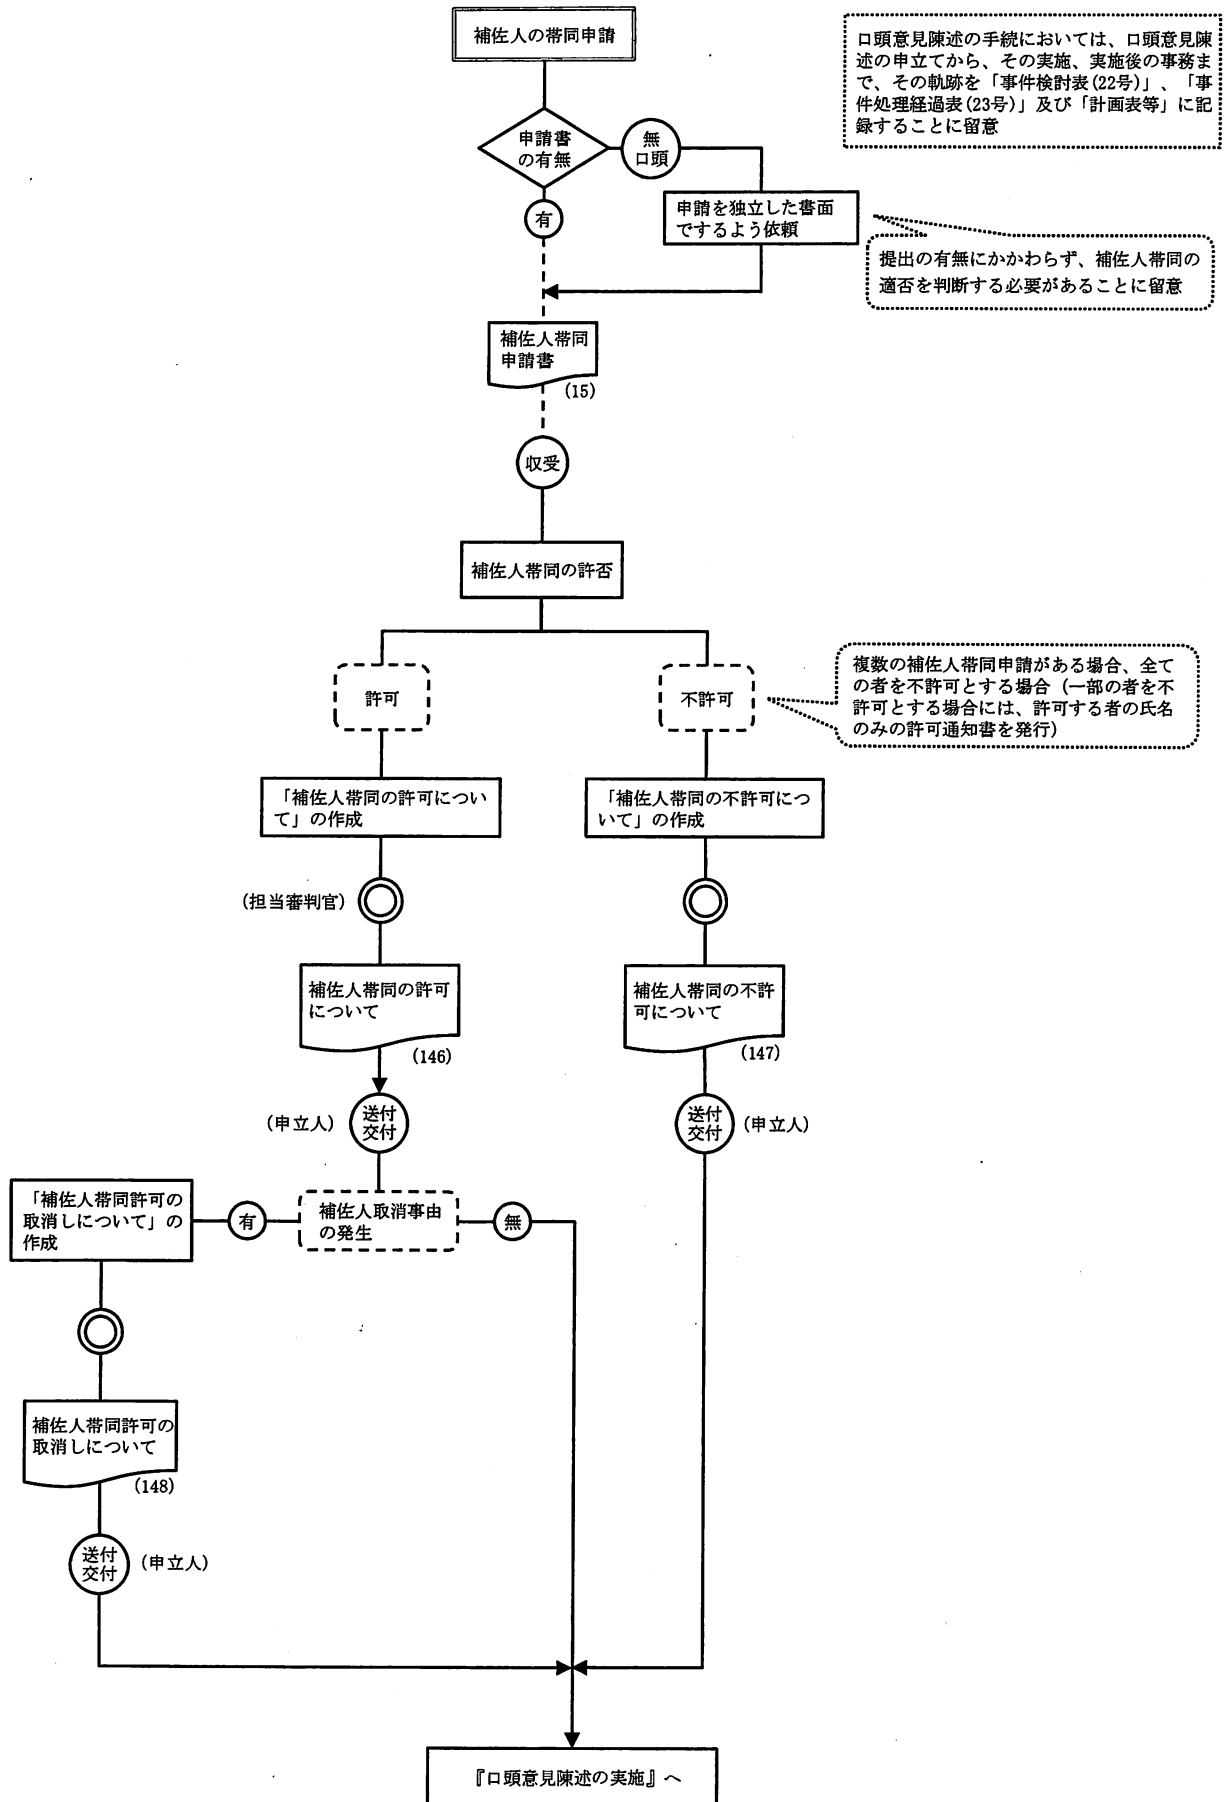 補佐人の帯同申請
口頭意見陳述の手続においては、口頭意見陳
述の申立てから、その実施、実施後の事務ま
で、その軌跡を「事件検討表(22号)」、「事
件処理経過表(23号)」及び「計画表等」に記
録することに留意
申請書
の有無
無
口頭
有
申請を独立した書面
でするよう依頼
提出の有無にかかわらず、補佐人帯同の
適否を判断する必要があることに留意
補佐人帯同
申請書
(15)
収受
補佐人帯同の許否
許可
不許可
複数の補佐人帯同申請がある場合、全て
の者を不許可とする場合（一部の者を不
許可とする場合には、許可する者の氏名
のみの許可通知書を発行）
「補佐人帯同の許可につい
て」の作成
「補佐人帯同の不許可につ
いて」の作成
(担当審判官)
補佐人帯同の許可
について
(146)
補佐人帯同の不許
可について
(147)
(申立人)
送付
交付
送付
交付
(申立人)
「補佐人帯同許可の
取消しについて」の
作成
有
補佐人取消事由
の発生
無
補佐人帯同許可の
取消しについて
(148)
送付
交付
(申立人)
『口頭意見陳述の実施』へ